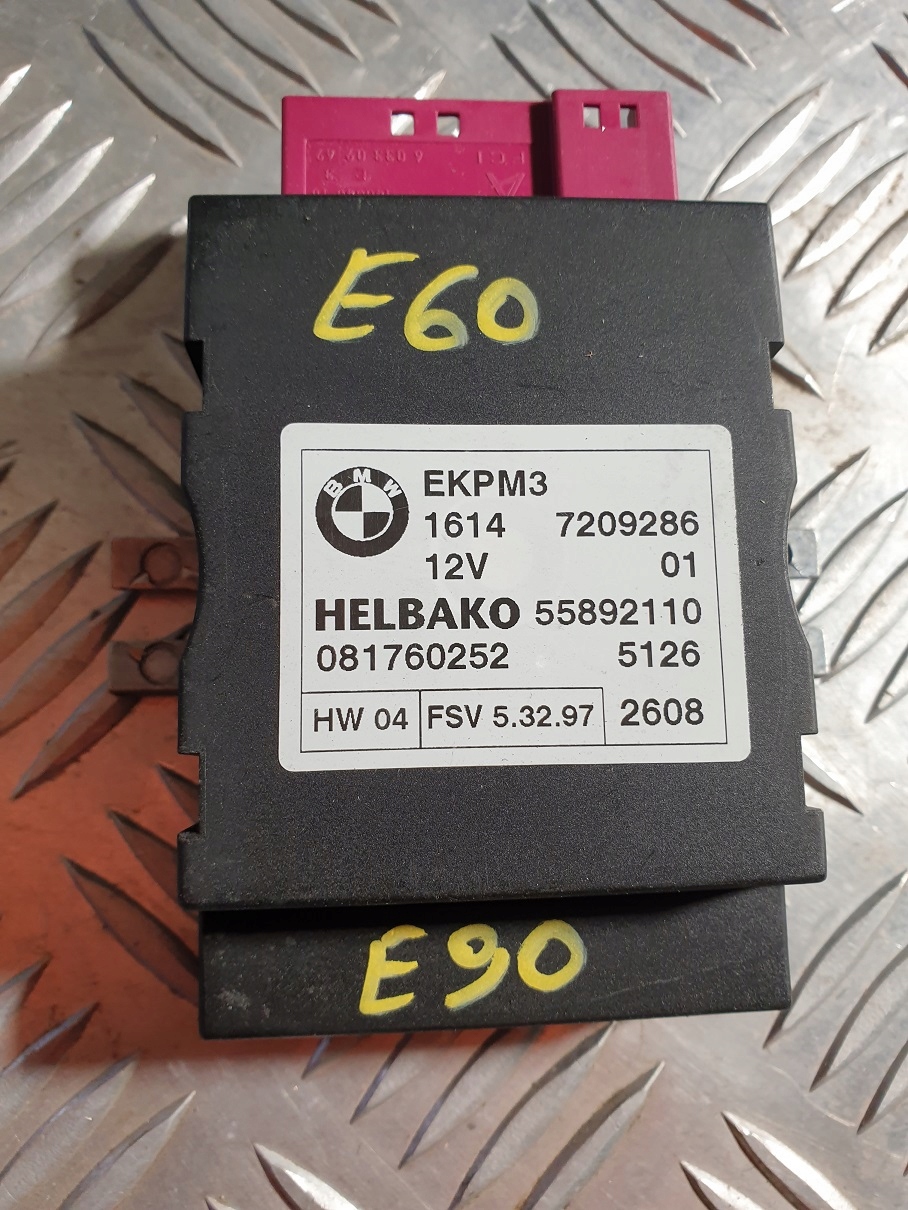 FCI
E60
BMW
EKPM3
1614 7209286
12V 01
HELBAKO 55892110
081760252 5126
HW 04 FSV 5.32.97 2608
E90